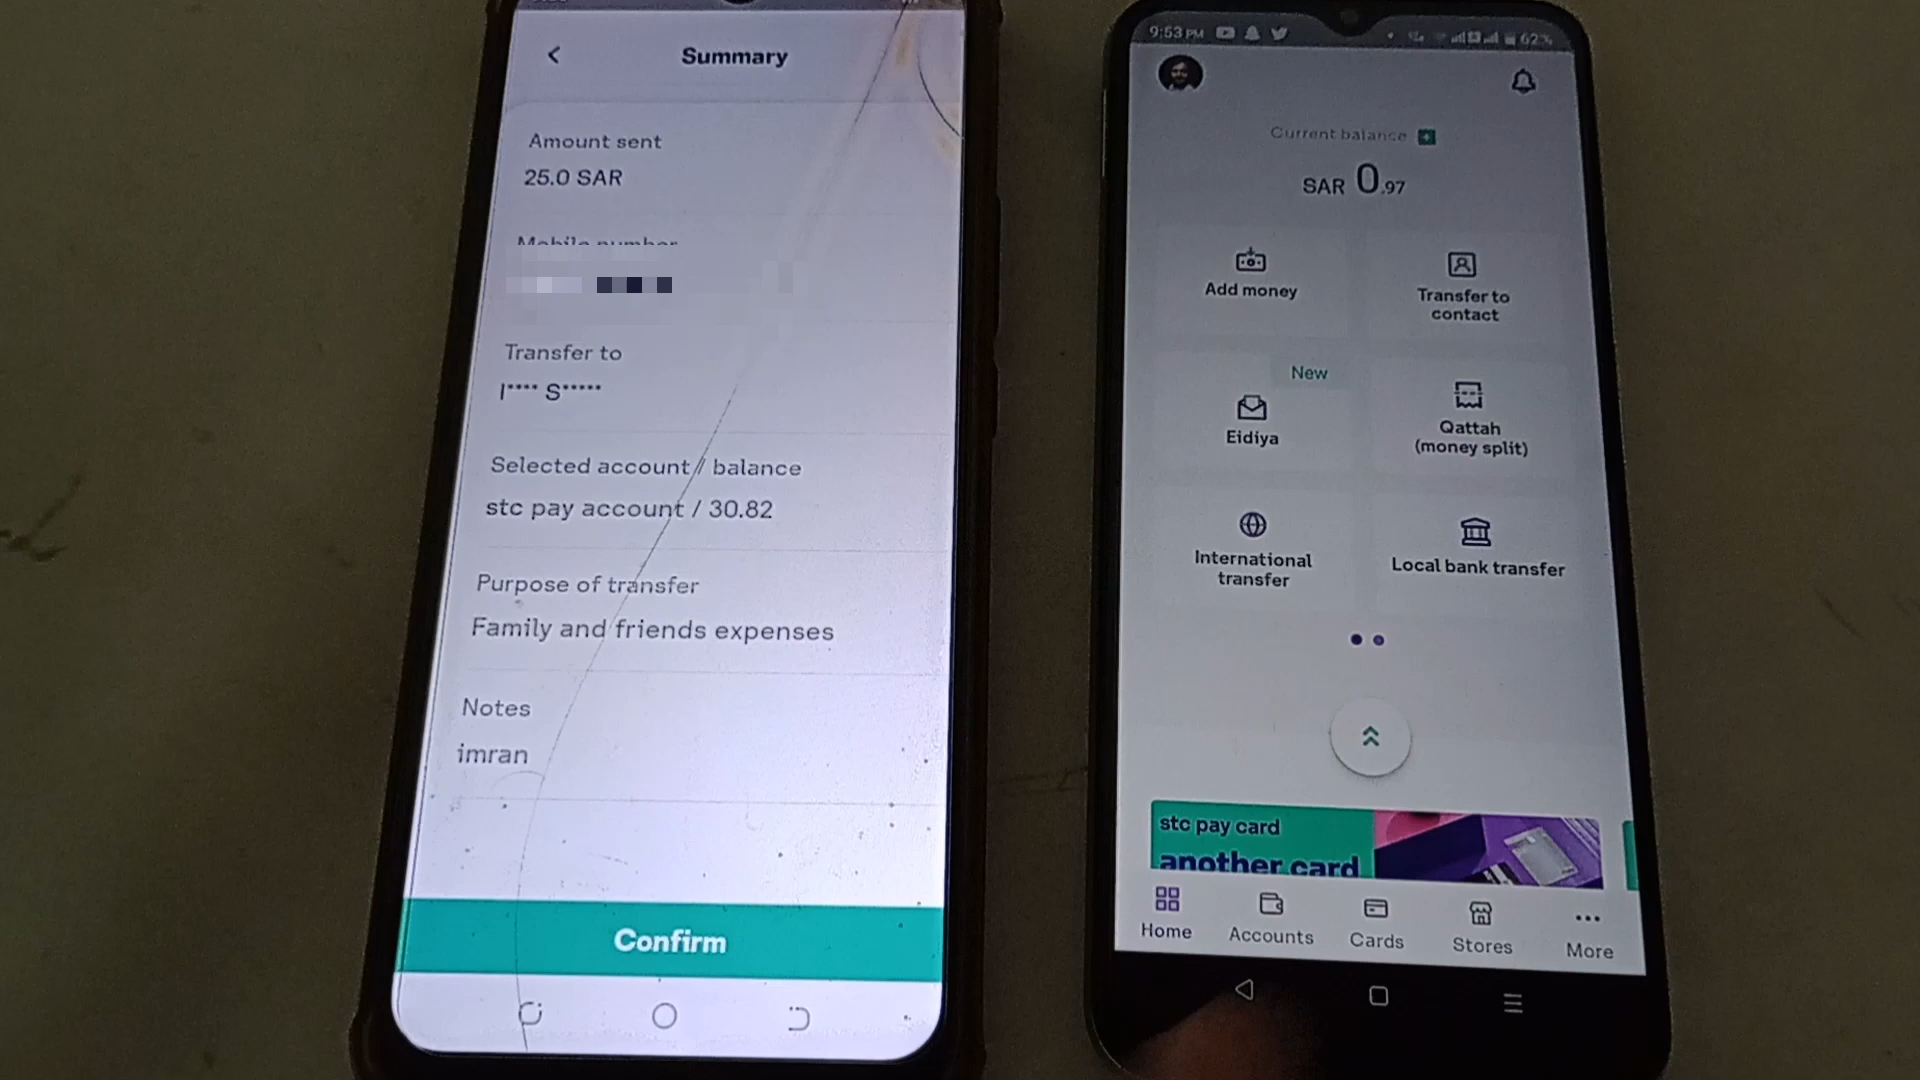 Summary
Amount sent
25.0 SAR
Mobile number
Transfer to
I**** S*****
Selected account / balance
stc pay account / 30.82
Purpose of transfer
Family and friends expenses
Notes
imran
Confirm
9:53 PM
62%
Current balance
SAR 0.97
Add money
Transfer to
contact
New
Eidiya
Qattah
(money split)
International
transfer
Local bank transfer
stc pay card
another card
Home
Accounts
Cards
Stores
More